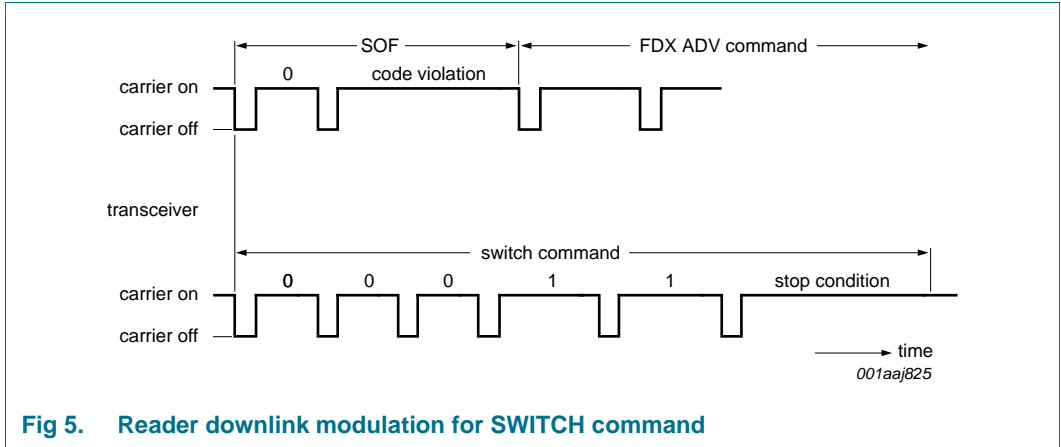 SOF
FDX ADV command
0
code violation
carrier on
carrier off
transceiver
switch command
0 0 0 1 1 stop condition
carrier on
carrier off
time
001aaj825
Fig 5. Reader downlink modulation for SWITCH command